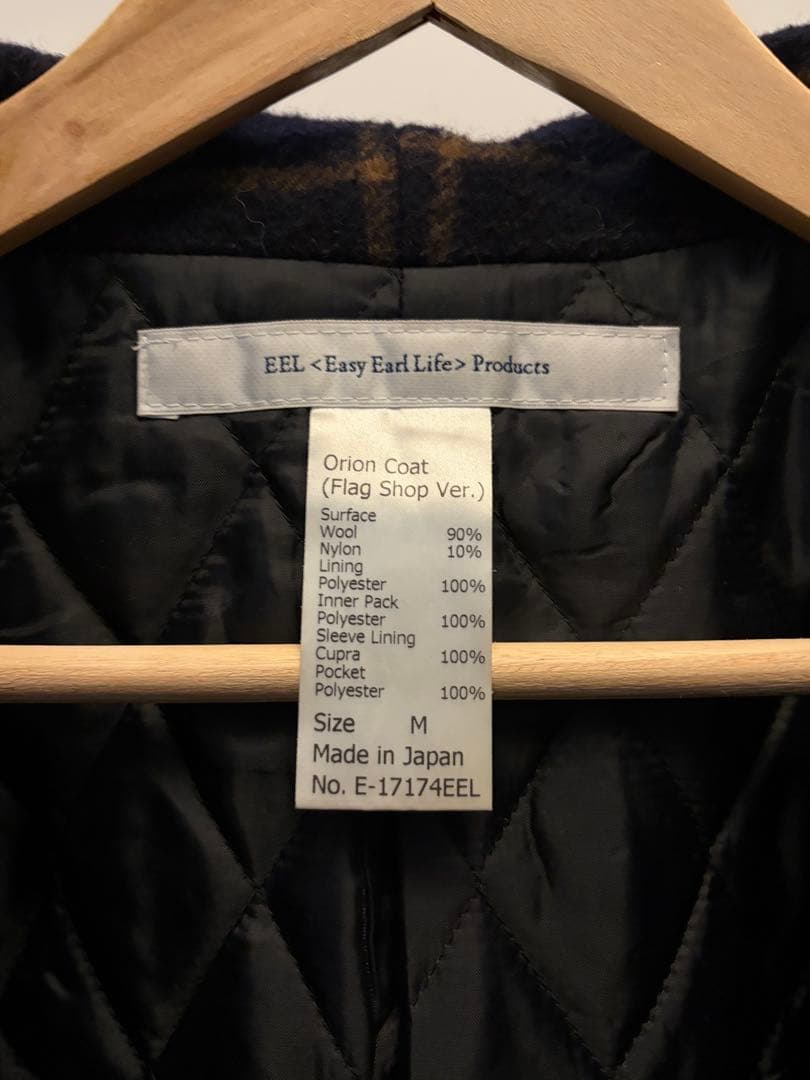 EEL <Easy Earl Life> Products
Orion Coat
(Flag Shop Ver.)
Surface
Wool 90%
Nylon 10%
Lining
Polyester 100%
Inner Pack
Polyester 100%
Sleeve Lining
Cupra 100%
Pocket
Polyester 100%
Size M
Made in Japan
No. E-17174EEL